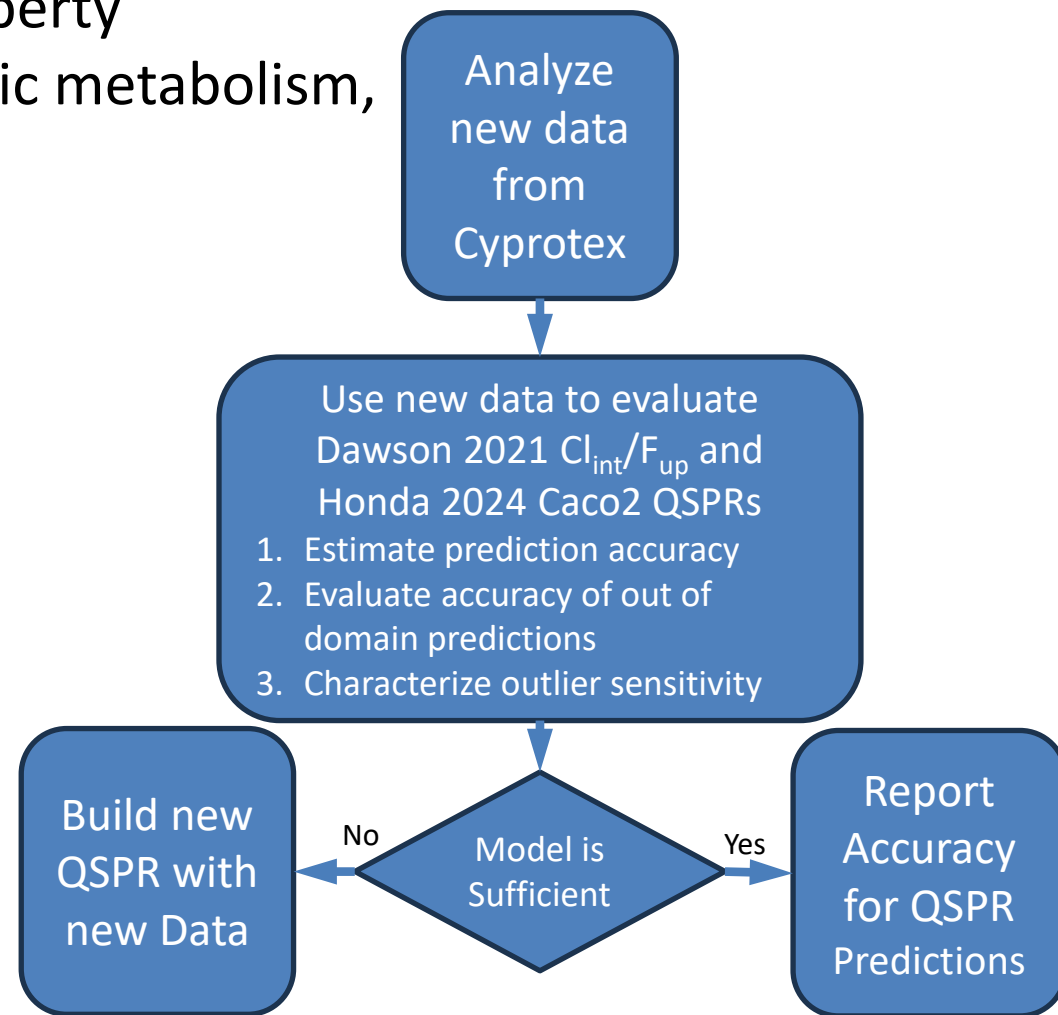 ic metabolism,
Analyze
new data
from
Cyprotex
Use new data to evaluate
Dawson 2021 Clint/Fup and
Honda 2024 Caco2 QSPRs
1. Estimate prediction accuracy
2. Evaluate accuracy of out of
domain predictions
3. Characterize outlier sensitivity
Model is
Sufficient
No
Yes
Build new
QSPR with
new Data
Report
Accuracy
for QSPR
Predictions